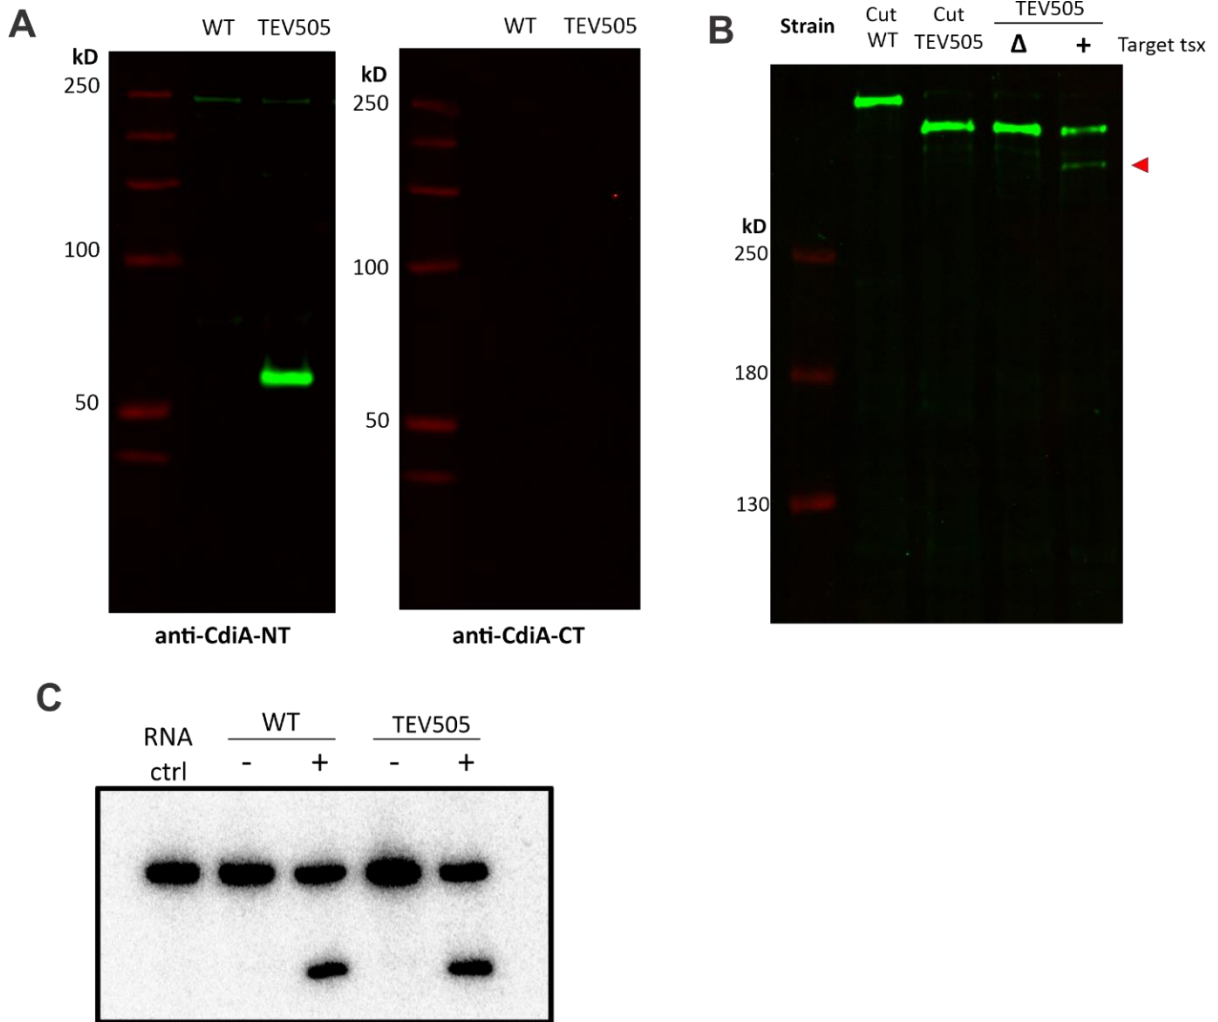 A
WT TEV505
kD
250
100
50
anti-CdiA-NT
WT TEV505
kD
250
100
50
anti-CdiA-CT
B
Strain
Cut
WT
Cut
TEV505
TEV505
Δ + Target tsx
kD
250
180
130
C
RNA
ctrl
WT
- +
TEV505
- +